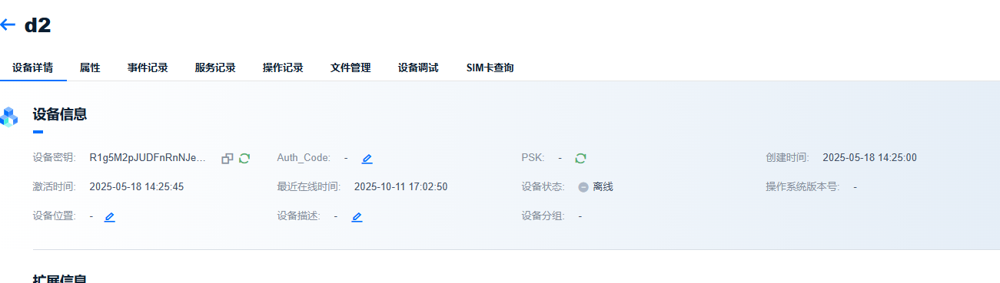 d2
设备详情 属性 事件记录 服务记录 操作记录 文件管理 设备调试 SIM卡查询
设备信息
设备密钥: R1g5M2pJUDFnRnNJe... Auth_Code: - PSK: - 创建时间: 2025-05-18 14:25:00
激活时间: 2025-05-18 14:25:45 最近在线时间: 2025-10-11 17:02:50 设备状态: 离线 操作系统版本号: -
设备位置: - 设备描述: - 设备分组: -
扩展信息